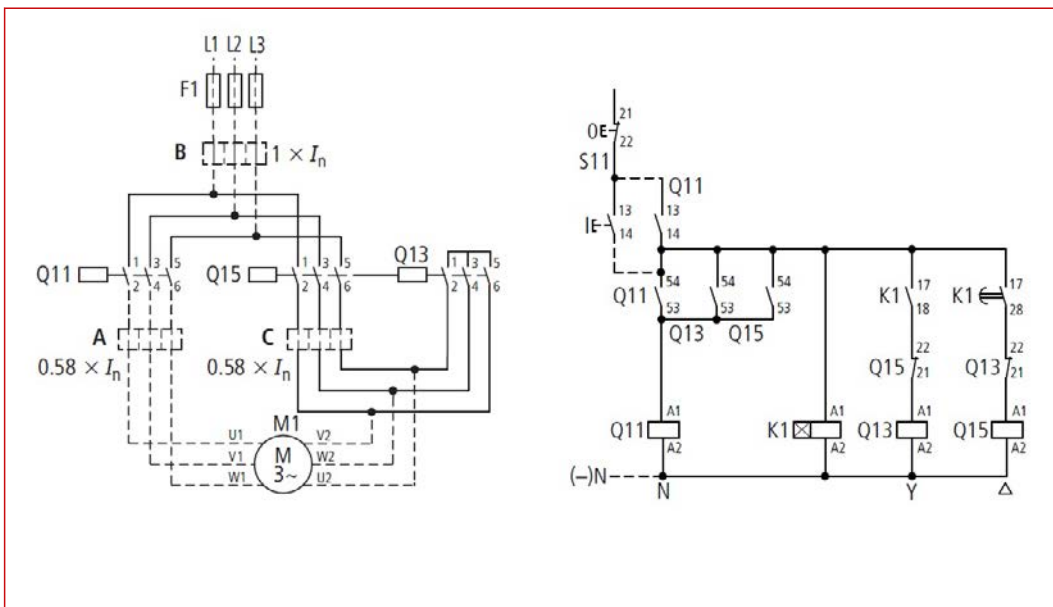 L1 L2 L3
F1
B 1 × In
Q11 1 3 5
2 4 6
Q15 1 3 5
2 4 6
Q13 1 3 5
2 4 6
A
0.58 × In
C
0.58 × In
M1
U1 V2
V1 M W2
3~
W1 U2
21
0E
22
S11
Q11
13 13
IE
14 14
54 54 54
Q11
53 53 53
Q13 Q15
K1 17
18
K1 17
28
Q15 22
21
Q13 22
21
A1 A1 A1 A1
Q11 K1 Q13 Q15
A2 A2 A2 A2
(–)N N Y Δ